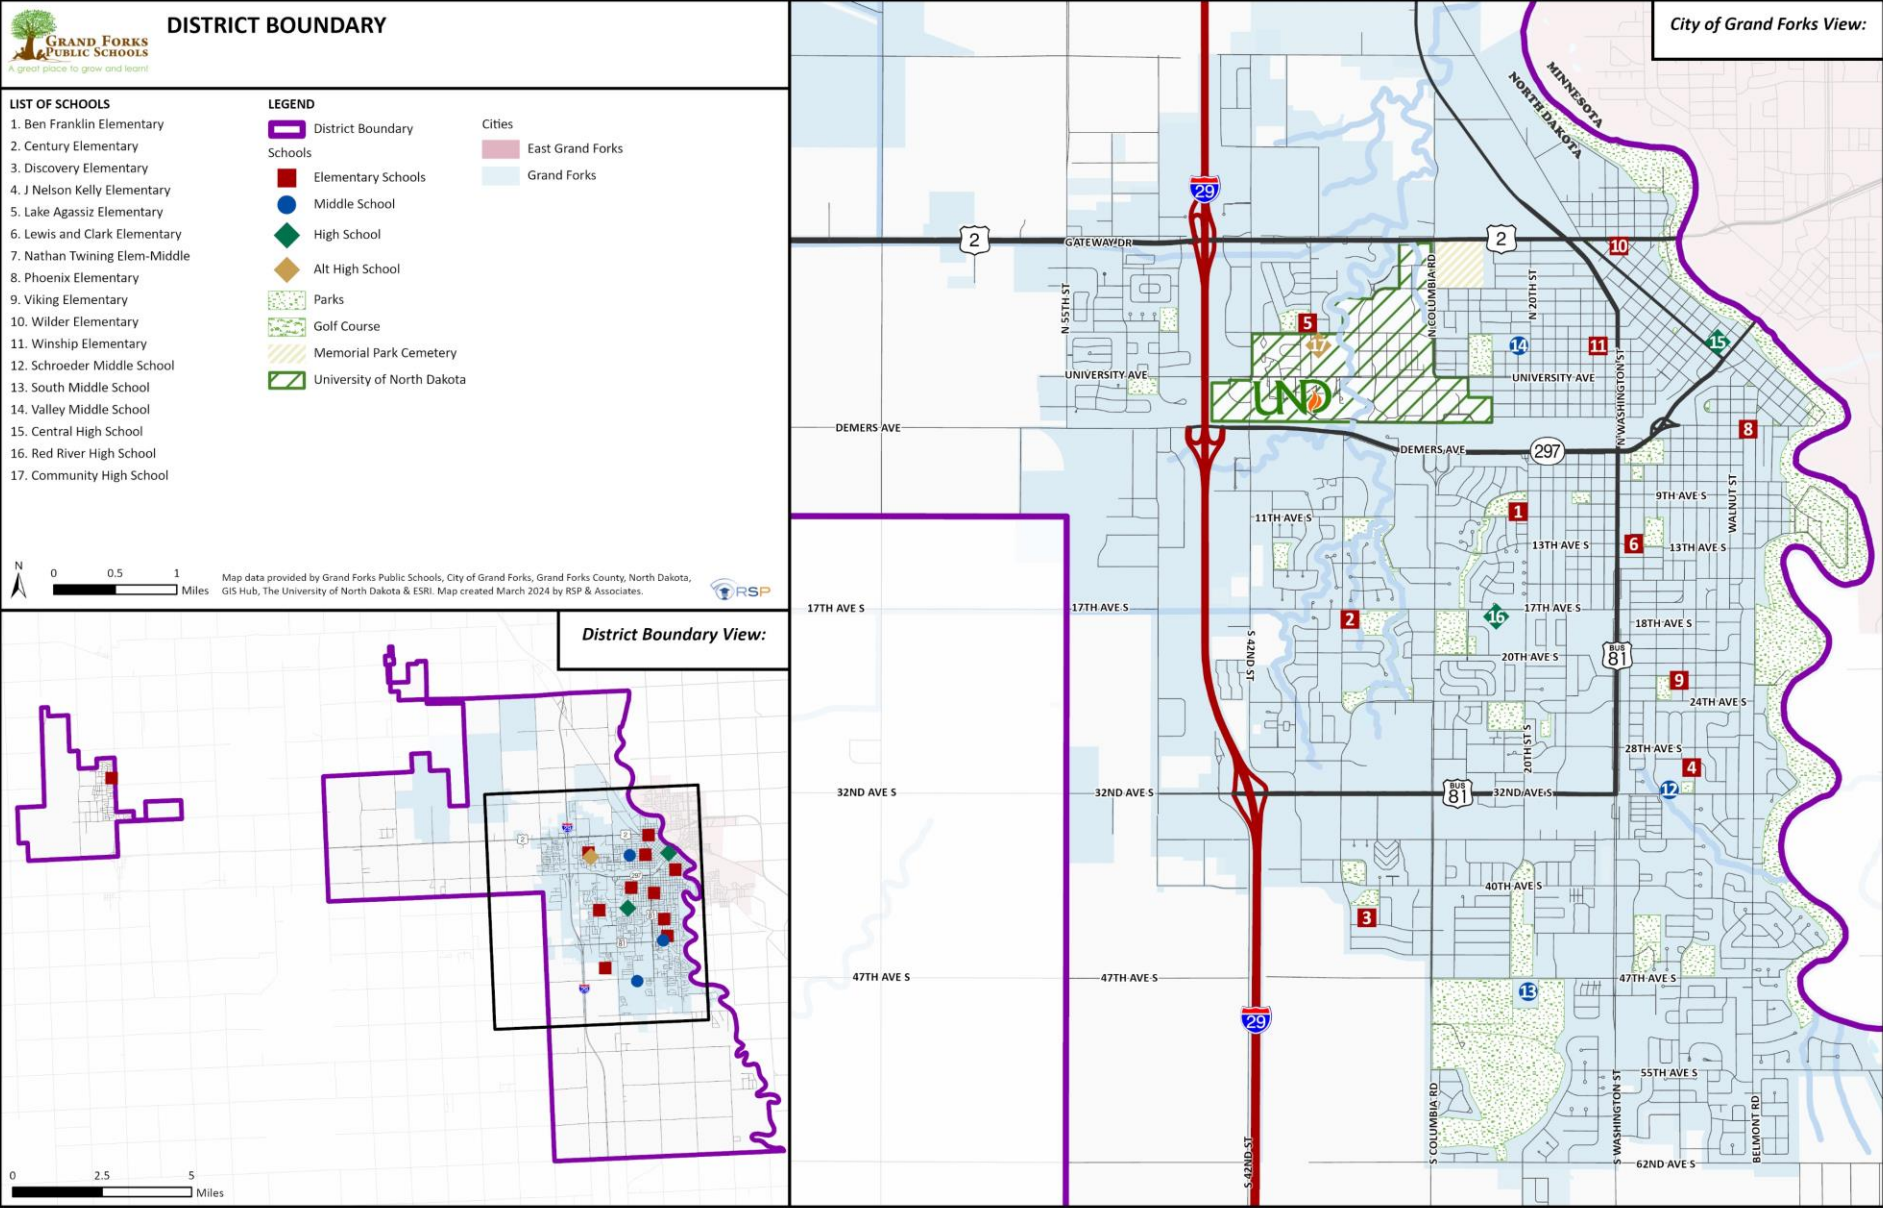 GRAND FORKS
PUBLIC SCHOOLS
A great place to grow and learn!
DISTRICT BOUNDARY
LIST OF SCHOOLS
1. Ben Franklin Elementary
2. Century Elementary
3. Discovery Elementary
4. J Nelson Kelly Elementary
5. Lake Agassiz Elementary
6. Lewis and Clark Elementary
7. Nathan Twining Elem-Middle
8. Phoenix Elementary
9. Viking Elementary
10. Wilder Elementary
11. Winship Elementary
12. Schroeder Middle School
13. South Middle School
14. Valley Middle School
15. Central High School
16. Red River High School
17. Community High School
LEGEND
District Boundary
Schools
Elementary Schools
Middle School
High School
Alt High School
Parks
Golf Course
Memorial Park Cemetery
University of North Dakota
Cities
East Grand Forks
Grand Forks
N
0 0.5 1
Miles
Map data provided by Grand Forks Public Schools, City of Grand Forks, Grand Forks County, North Dakota,
GIS Hub, The University of North Dakota & ESRI. Map created March 2024 by RSP & Associates.
RSP
District Boundary View:
2
29
2
297
81
81
29
0 2.5 5
Miles
City of Grand Forks View:
MINNESOTA
NORTH DAKOTA
29
2
GATEWAY DR
2
10
N 55TH ST
N COLUMBIA RD
N 20TH ST
5
17
14
11
15
UNIVERSITY AVE
UND
UNIVERSITY AVE
N WASHINGTON ST
DEMERS AVE
DEMERS AVE
297
8
WALNUT ST
9TH AVE S
11TH AVE S
1
13TH AVE S
6
13TH AVE S
17TH AVE S
17TH AVE S
2
16
17TH AVE S
18TH AVE S
S 42ND ST
20TH AVE S
BUS
81
9
24TH AVE S
20TH ST S
28TH AVE S
4
12
32ND AVE S
32ND AVE S
BUS
81
32ND AVE S
40TH AVE S
3
47TH AVE S
47TH AVE S
47TH AVE S
13
29
55TH AVE S
S COLUMBIA RD
S WASHINGTON ST
BELMONT RD
S 42ND ST
62ND AVE S